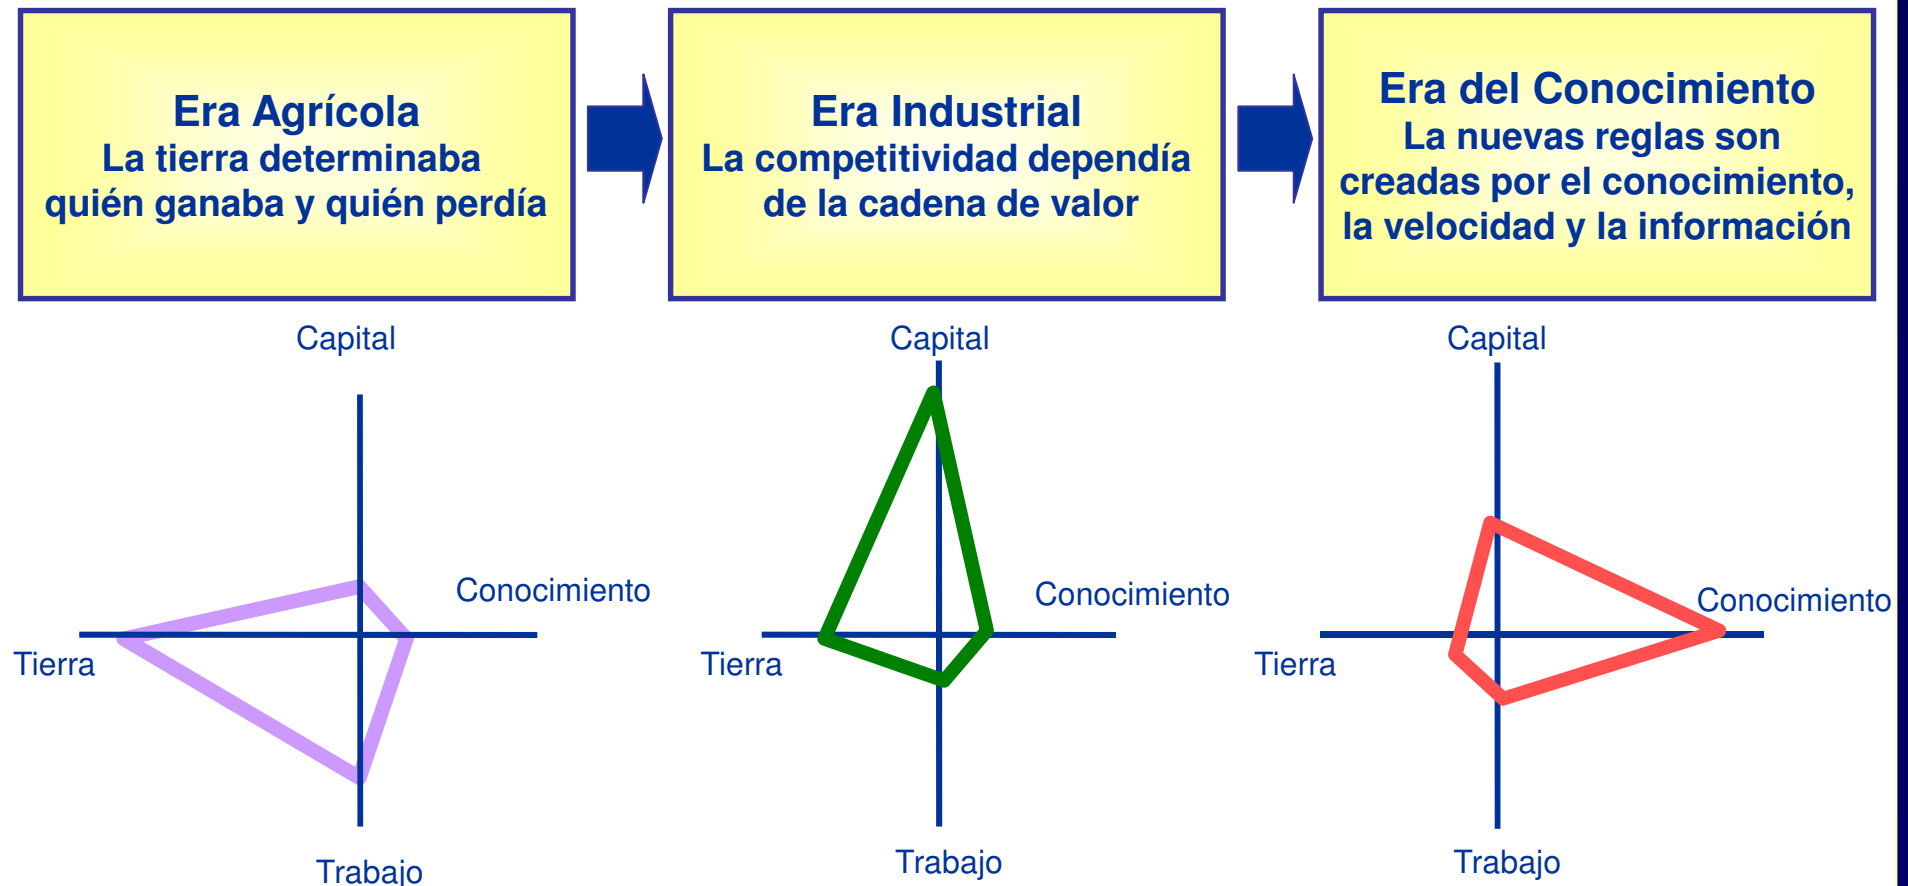 Era Agrícola
La tierra determinaba
quién ganaba y quién perdía
Era Industrial
La competitividad dependía
de la cadena de valor
Era del Conocimiento
La nuevas reglas son
creadas por el conocimiento,
la velocidad y la información
Capital
Conocimiento
Tierra
Trabajo
Capital
Conocimiento
Tierra
Trabajo
Capital
Conocimiento
Tierra
Trabajo